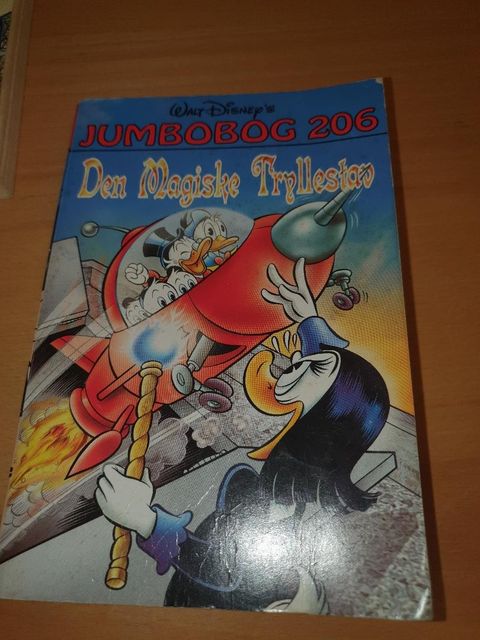 WALT DISNEY'S
JUMBOBOG 206
Den Magiske Tryllestav